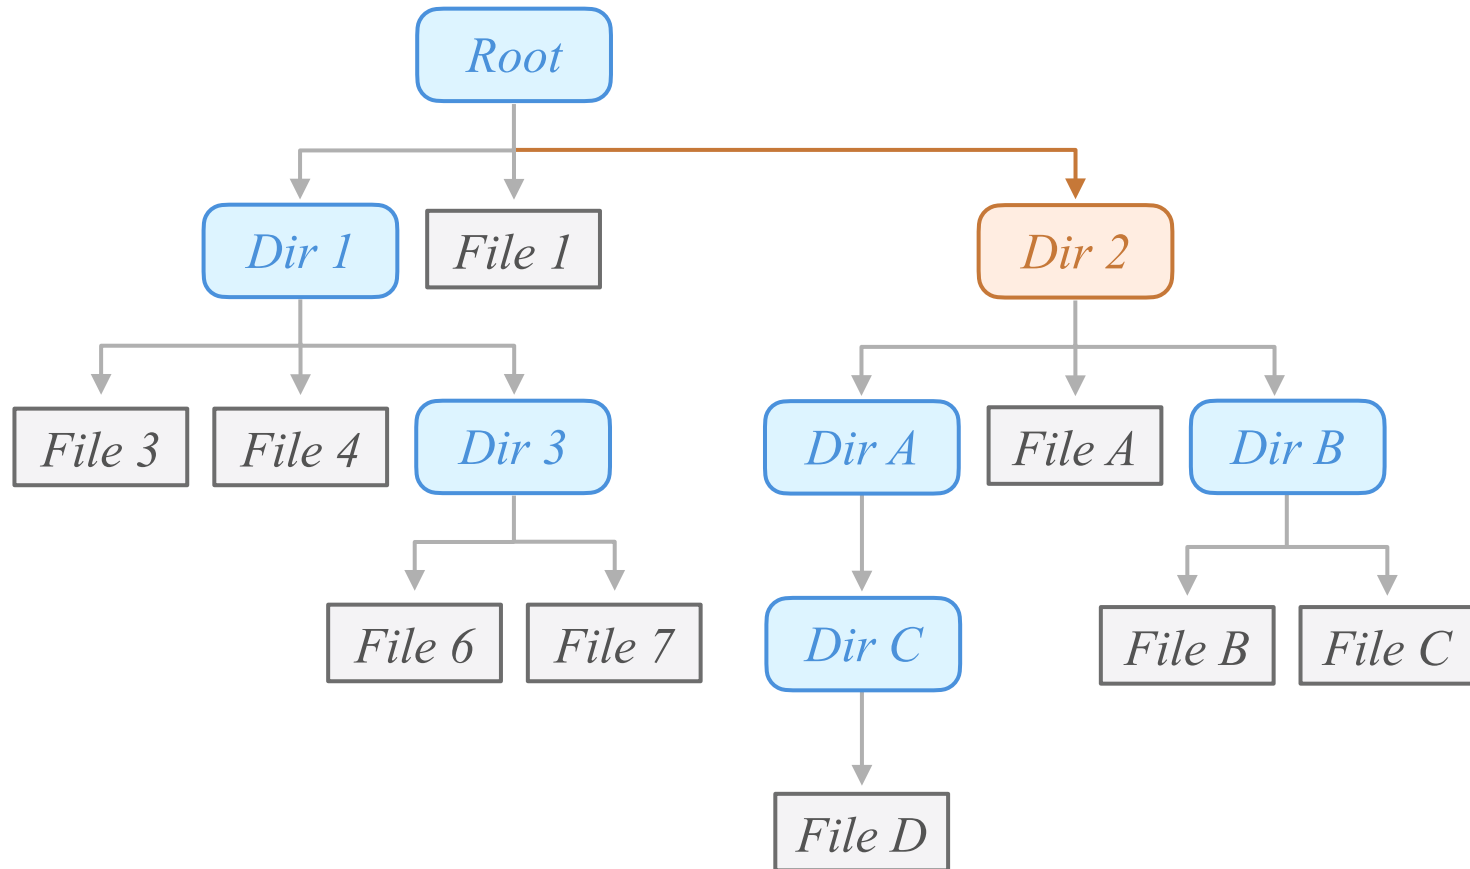 Root
Dir 1
File 1
Dir 2
File 3
File 4
Dir 3
Dir A
File A
Dir B
File 6
File 7
Dir C
File B
File C
File D